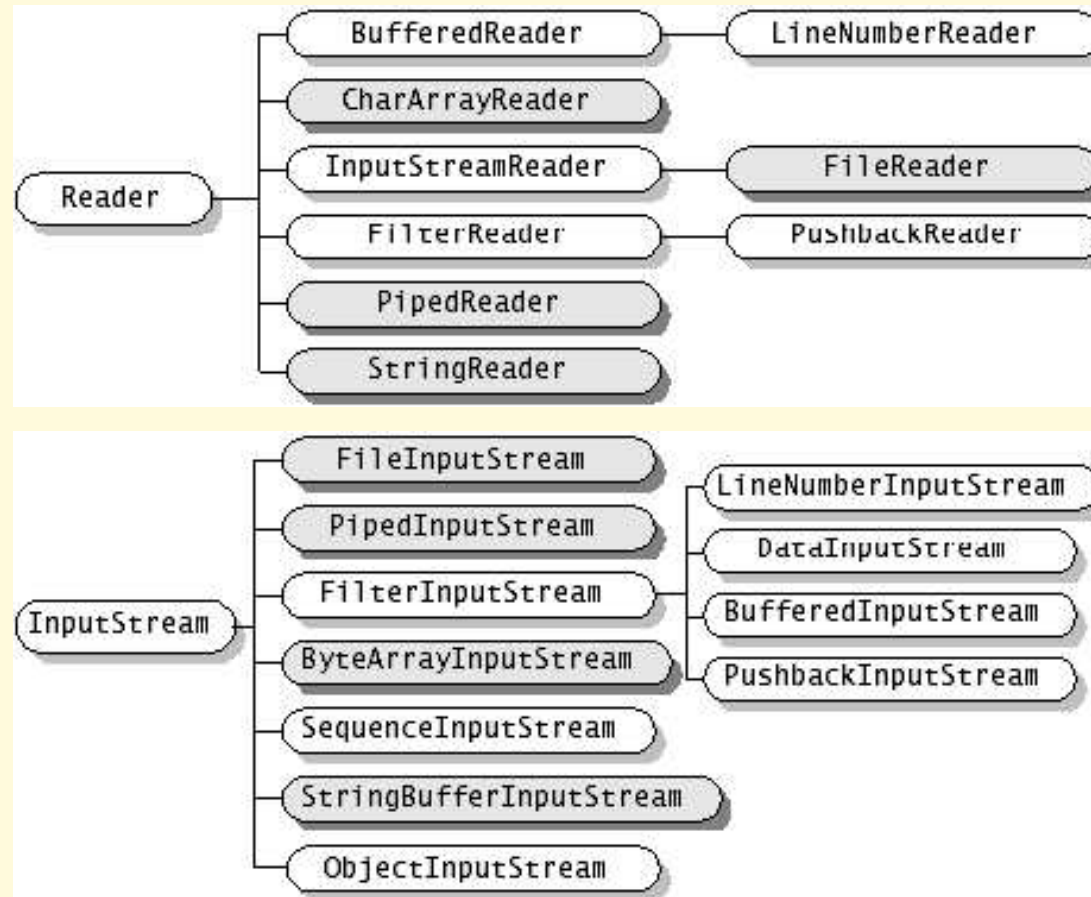 BufferedReader
LineNumberReader
CharArrayReader
InputStreamReader
FileReader
Reader
FilterReader
PushbackReader
PipedReader
StringReader
FileInputStream
LineNumberInputStream
PipedInputStream
DataInputStream
FilterInputStream
BufferedInputStream
InputStream
ByteArrayInputStream
PushbackInputStream
SequenceInputStream
StringBufferInputStream
ObjectInputStream